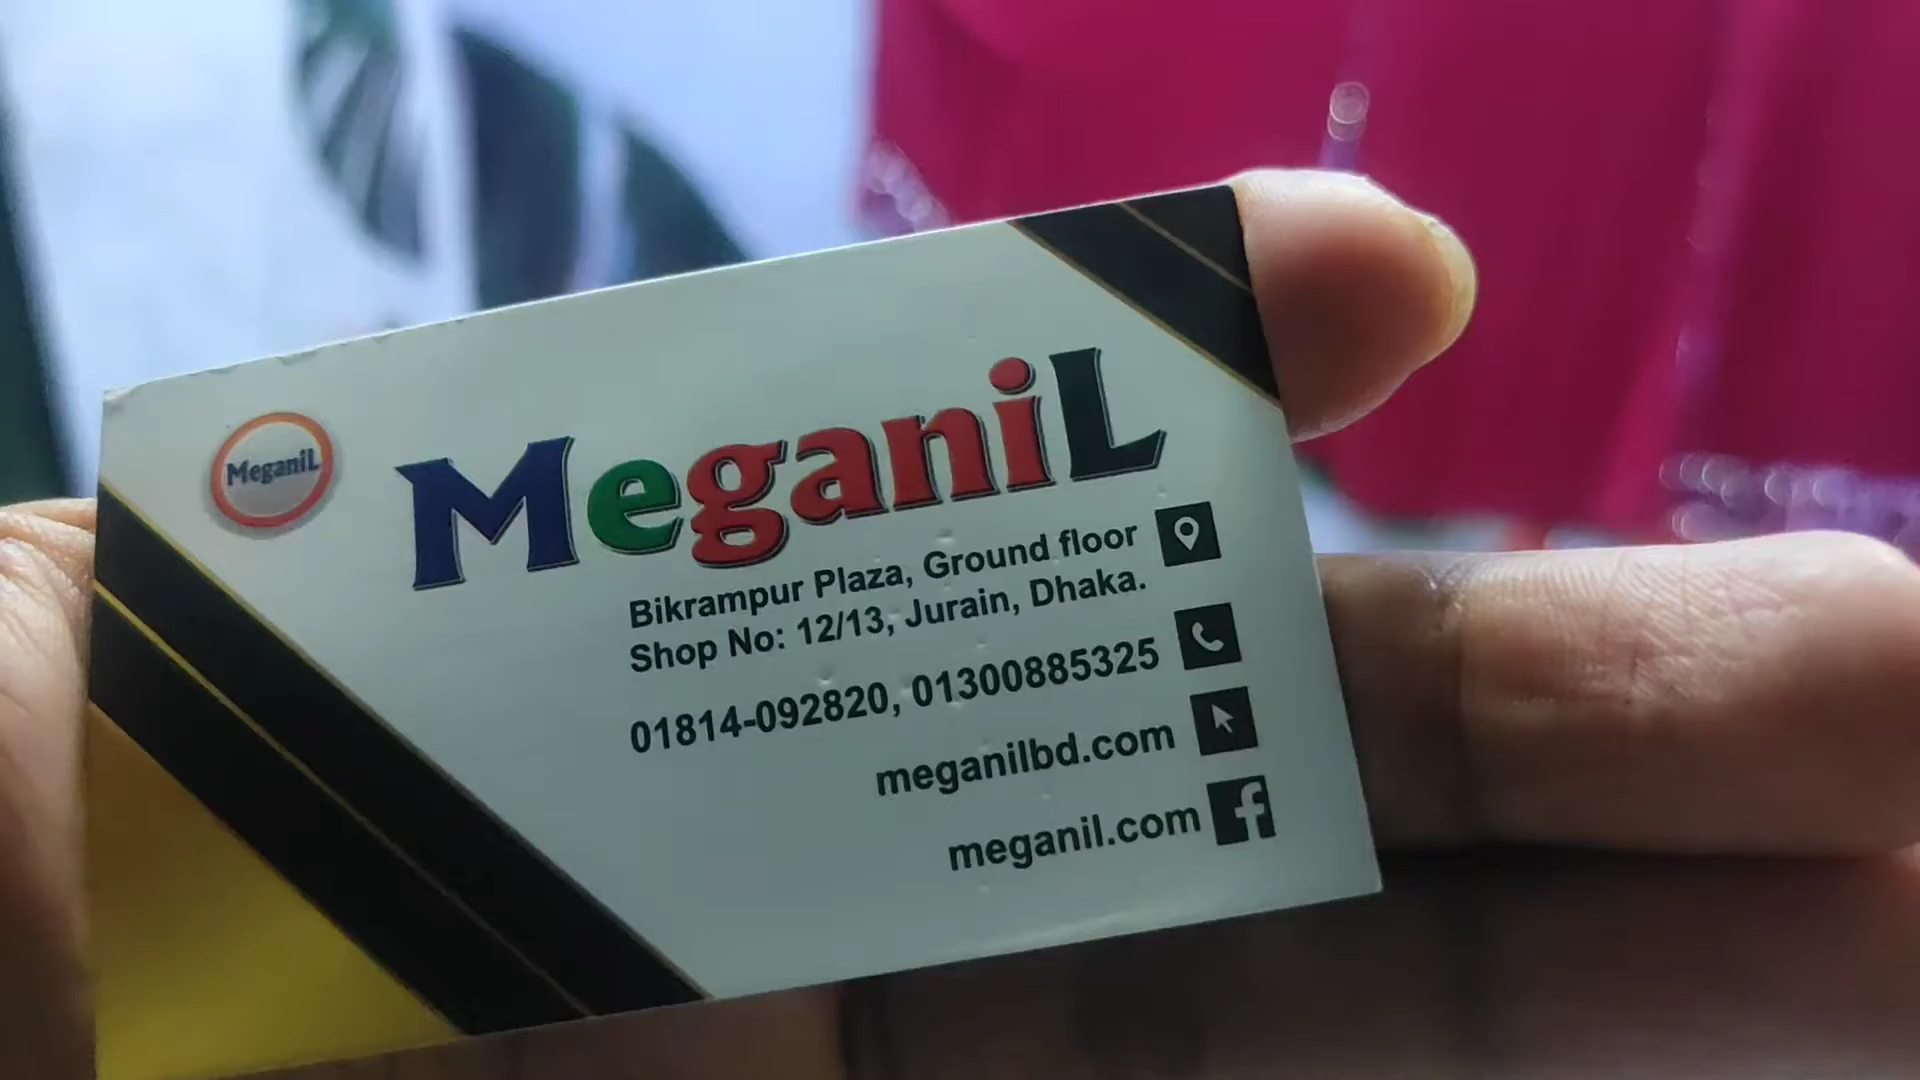 MeganiL
MeganiL
Bikrampur Plaza, Ground floor
Shop No: 12/13, Jurain, Dhaka.
01814-092820, 01300885325
meganilbd.com
meganil.com